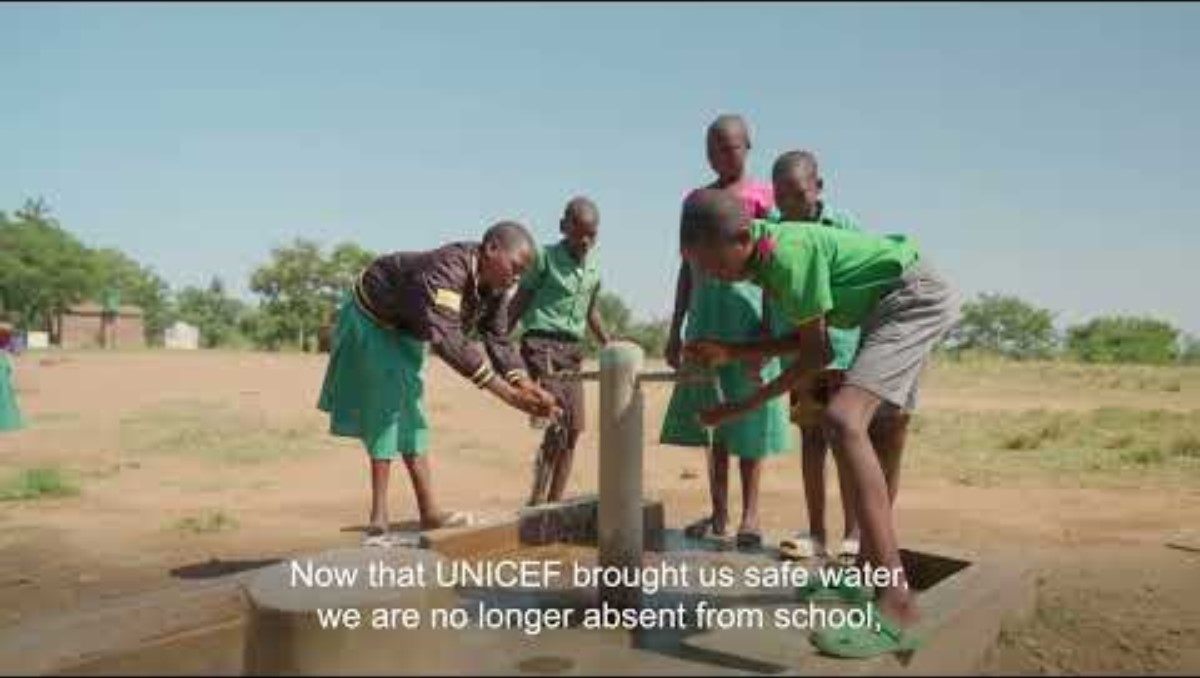 Now that UNICEF brought us safe water,
we are no longer absent from school,